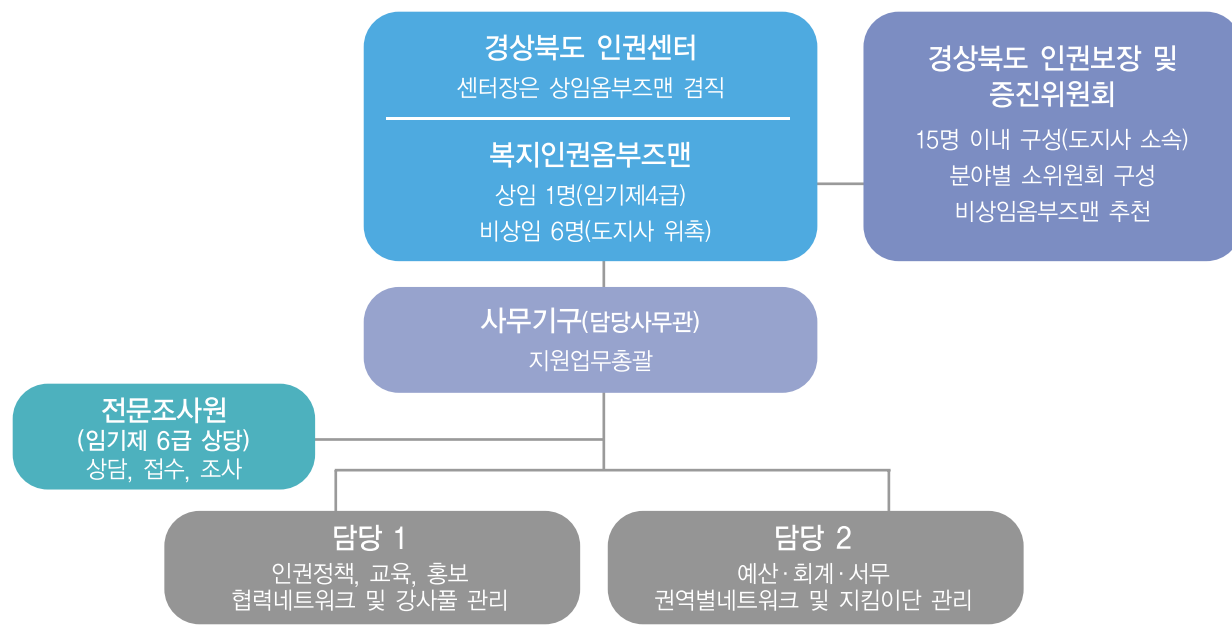 경상북도 인권센터
센터장은 상임옴부즈맨 겸직
복지인권옴부즈맨
상임 1명(임기제4급)
비상임 6명(도지사 위촉)
경상북도 인권보장 및
증진위원회
15명 이내 구성(도지사 소속)
분야별 소위원회 구성
비상임옴부즈맨 추천
사무기구(담당사무관)
지원업무총괄
전문조사원
(임기제 6급 상당)
상담, 접수, 조사
담당 1
인권정책, 교육, 홍보
협력네트워크 및 강사풀 관리
담당 2
예산·회계·서무
권역별네트워크 및 지킴이단 관리